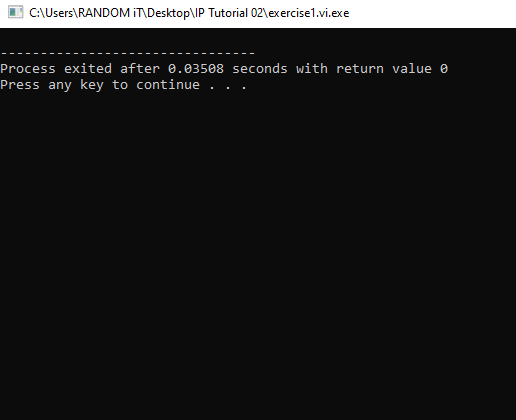 C:\Users\RANDOM iT\Desktop\IP Tutorial 02\exercise1.vi.exe
--------------------------------
Process exited after 0.03508 seconds with return value 0
Press any key to continue . . .